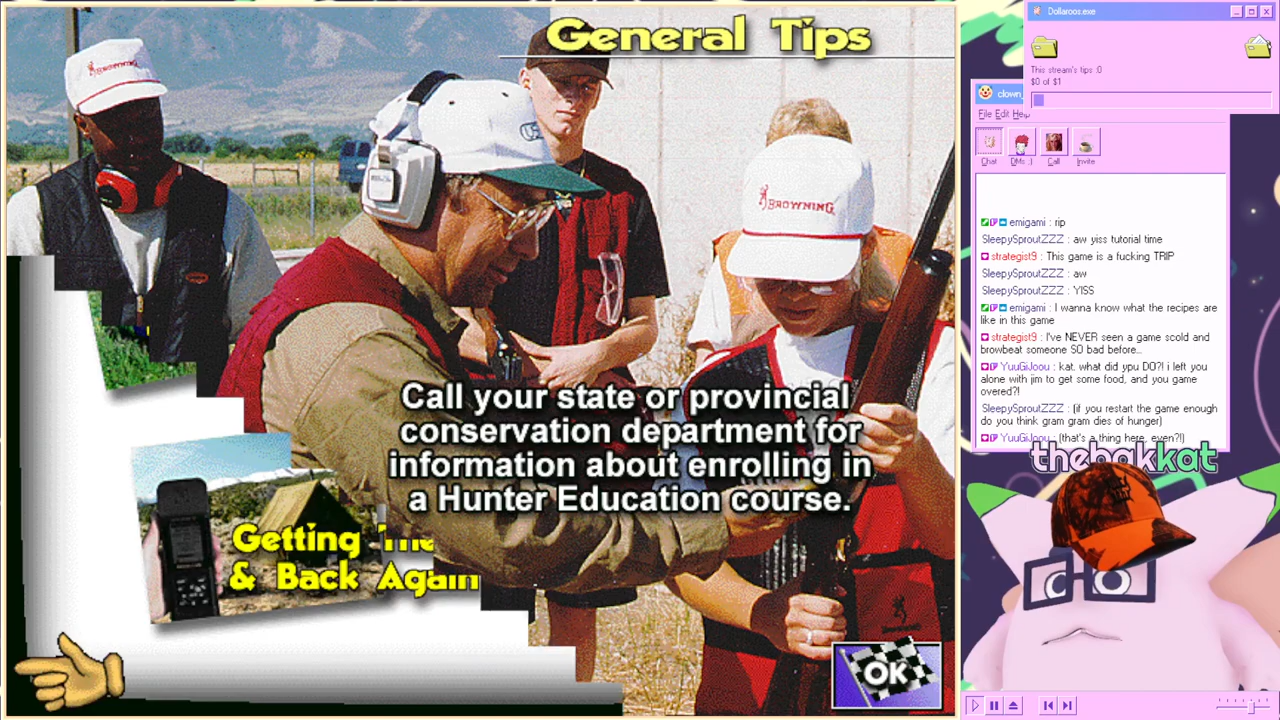 General Tips
BROWNING
BROWNING
Call your state or provincial
conservation department for
information about enrolling in
a Hunter Education course.
Getting
& Back Again
OK
Dollaroos.exe
This stream's tips :0
$0 of $1
clown_
File Edit Help
Chat
DMs :)
Call
Invite
emigami : rip
SleepySproutZZZ : aw yiss tutorial time
strategist9 : This game is a fucking TRIP
SleepySproutZZZ : aw
SleepySproutZZZ : YISS
emigami : I wanna know what the recipes are
like in this game
strategist9 : I've NEVER seen a game scold and
browbeat someone SO bad before...
YuuGiJoou : kat. what did ypu DO?! i left you
alone with jim to get some food, and you game
overed?!
SleepySproutZZZ : (if you restart the game enough
do you think gram gram dies of hunger)
YuuGiJoou : (that's a thing here, even?!)
thebakkat